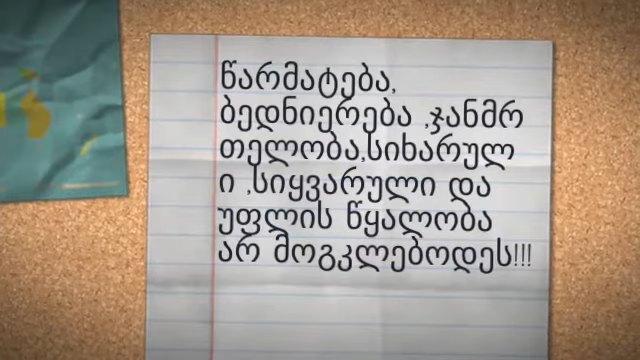 წარმატება,
ბედნიერება ,ჯანმრ
თელობა,სიხარულ
ი ,სიყვარული და
უფლის წყალობა
არ მოგკლებოდეს!!!